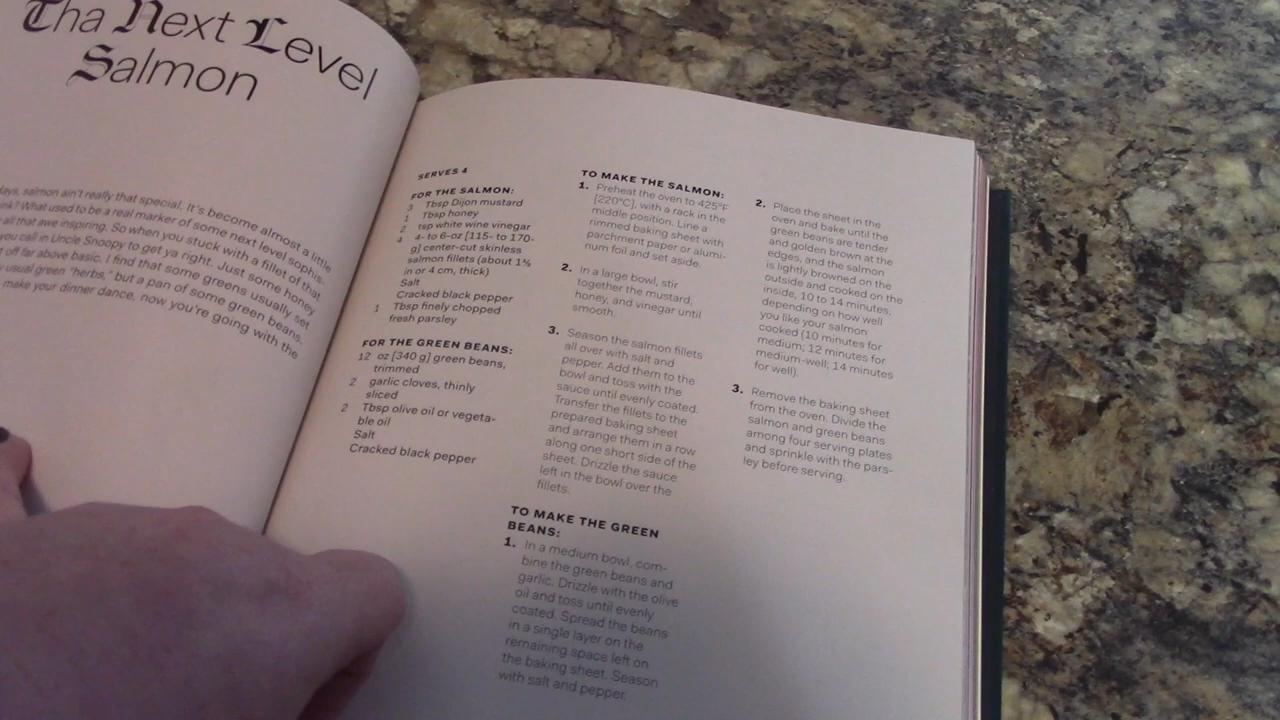 Tha Next Level
Salmon
days, salmon ain't really that special. It's become almost a little
ink? What used to be a real marker of some next level sophis-
all that awe inspiring. So when you stuck with a fillet of that
you call in Uncle Snoopy to get ya right. Just some honey
off far above basic. I find that some greens usually set
usual green "herbs," but a pan of some green beans.
make your dinner dance, now you're going with the
SERVES 4
FOR THE SALMON:
3 Tbsp Dijon mustard
1 Tbsp honey
2 tsp white wine vinegar
4 4- to 6-oz [115- to 170-
g] center-cut skinless
salmon fillets (about 1½
in or 4 cm, thick)
Salt
Cracked black pepper
1 Tbsp finely chopped
fresh parsley
FOR THE GREEN BEANS:
12 oz [340 g] green beans,
trimmed
2 garlic cloves, thinly
sliced
2 Tbsp olive oil or vegeta-
ble oil
Salt
Cracked black pepper
TO MAKE THE SALMON:
1. Preheat the oven to 425°F
[220°C], with a rack in the
middle position. Line a
rimmed baking sheet with
parchment paper or alumi-
num foil and set aside.
2. In a large bowl, stir
together the mustard,
honey, and vinegar until
smooth.
3. Season the salmon fillets
all over with salt and
pepper. Add them to the
bowl and toss with the
sauce until evenly coated.
Transfer the fillets to the
prepared baking sheet
and arrange them in a row
along one short side of the
sheet. Drizzle the sauce
left in the bowl over the
fillets.
TO MAKE THE GREEN
BEANS:
1. In a medium bowl, com-
bine the green beans and
garlic. Drizzle with the olive
oil and toss until evenly
coated. Spread the beans
in a single layer on the
remaining space left on
the baking sheet. Season
with salt and pepper.
2. Place the sheet in the
oven and bake until the
green beans are tender
and golden brown at the
edges, and the salmon
is lightly browned on the
outside and cooked on the
inside, 10 to 14 minutes,
depending on how well
you like your salmon
cooked (10 minutes for
medium; 12 minutes for
medium-well; 14 minutes
for well).
3. Remove the baking sheet
from the oven. Divide the
salmon and green beans
among four serving plates
and sprinkle with the pars-
ley before serving.